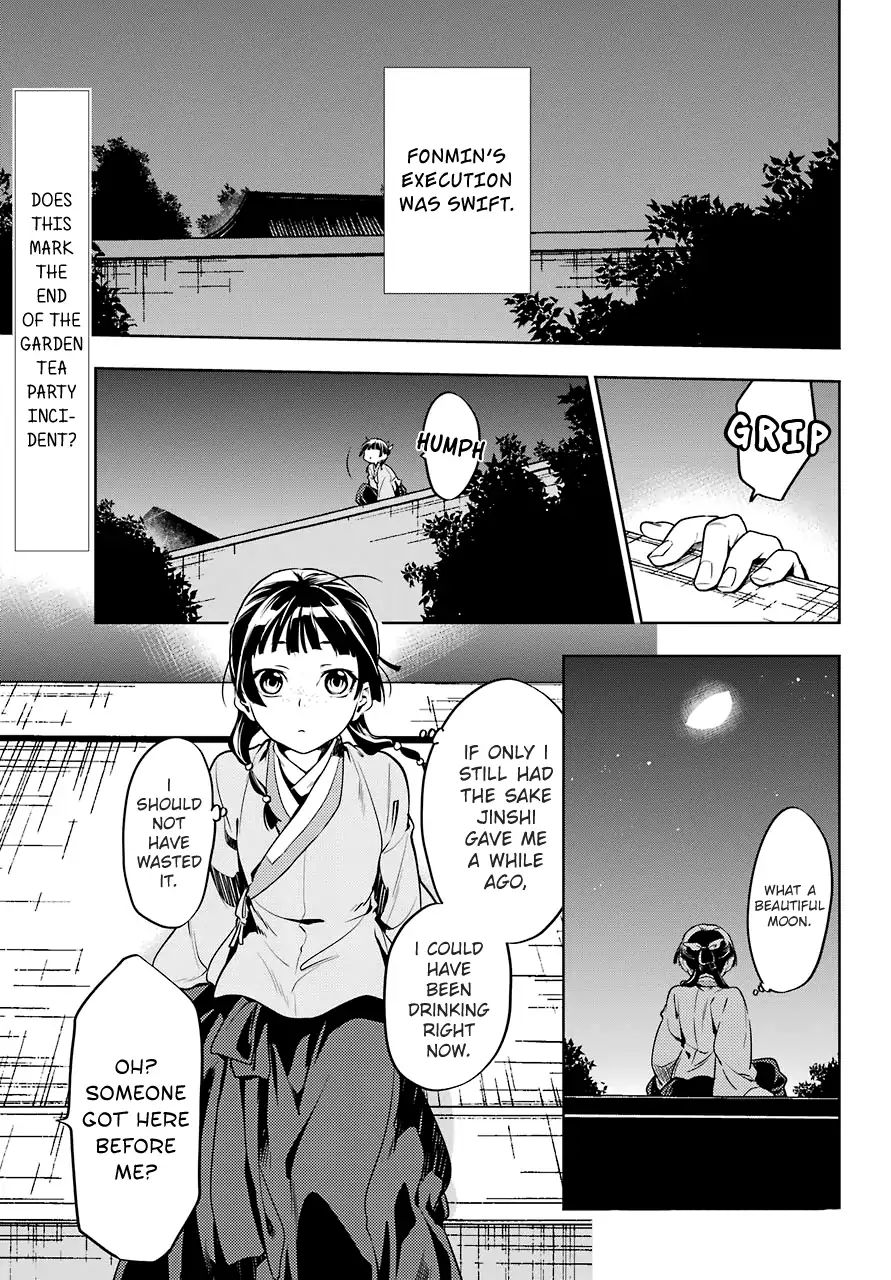 FONMIN'S
EXECUTION
WAS SWIFT.
DOES
THIS
MARK
THE
END
OF THE
GARDEN
TEA
PARTY
INCI-
DENT?
GRIP
HUMPH
WHAT A
BEAUTIFUL
MOON.
IF ONLY I
STILL HAD
THE SAKE
JINSHI
GAVE ME
A WHILE
AGO,
I COULD
HAVE
BEEN
DRINKING
RIGHT
NOW.
I
SHOULD
NOT
HAVE
WASTED
IT.
OH?
SOMEONE
GOT HERE
BEFORE
ME?